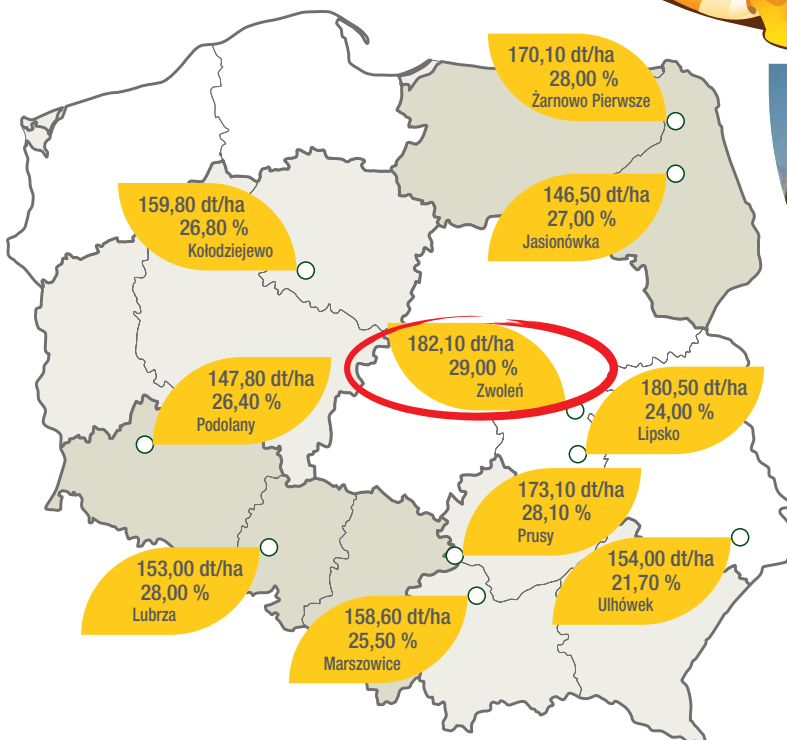 170,10 dt/ha
28,00 %
Żarnowo Pierwsze
146,50 dt/ha
27,00 %
Jasionówka
159,80 dt/ha
26,80 %
Kołodziejewo
182,10 dt/ha
29,00 %
Zwoleń
147,80 dt/ha
26,40 %
Podolany
180,50 dt/ha
24,00 %
Lipsko
173,10 dt/ha
28,10 %
Prusy
153,00 dt/ha
28,00 %
Lubrza
154,00 dt/ha
21,70 %
Ulhówek
158,60 dt/ha
25,50 %
Marszowice